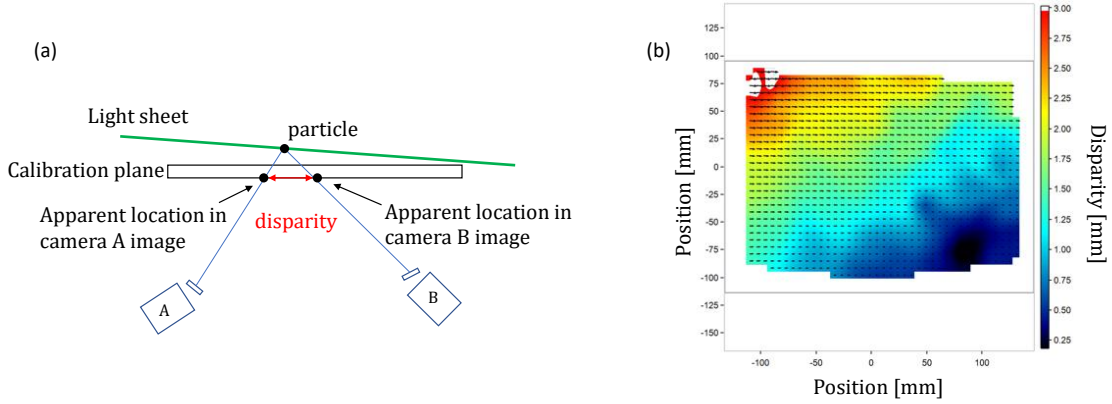 (a)
Light sheet
particle
Calibration plane
Apparent location in
camera A image
disparity
Apparent location in
camera B image
A
B
(b)
Position [mm]
125
100
75
50
25
0
-25
-50
-75
-100
-125
-150
-100
-50
0
50
100
Position [mm]
3.00
2.75
2.50
2.25
2.00
1.75
1.50
1.25
1.00
0.75
0.50
0.25
Disparity [mm]